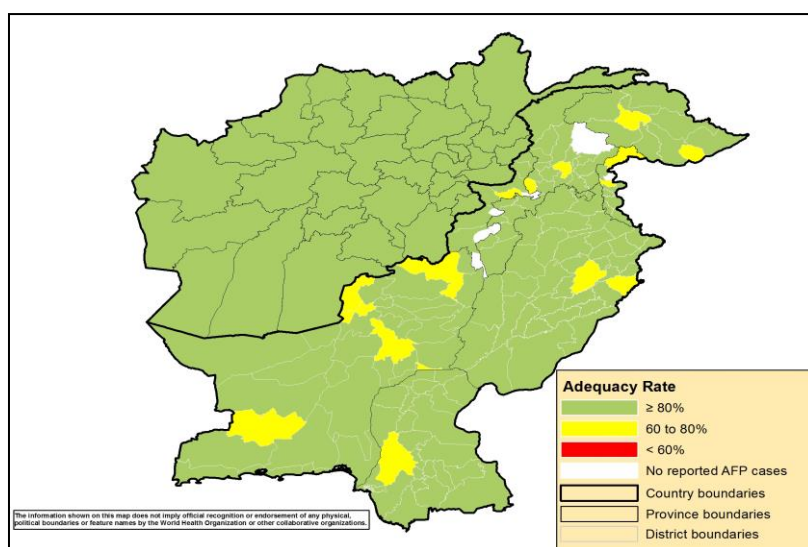 Adequacy Rate
≥ 80%
60 to 80%
< 60%
No reported AFP cases
Country boundaries
Province boundaries
District boundaries
The information shown on this map does not imply official recognition or endorsement of any physical,
political boundaries or feature names by the World Health Organization or other collaborative organizations.